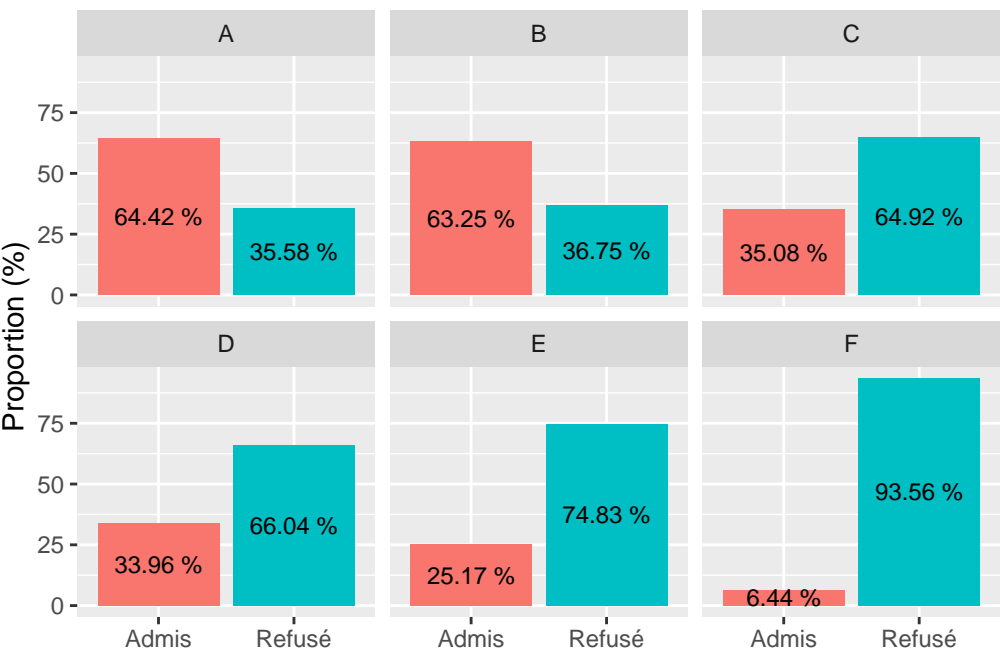 A
B
C
75
50
25
0
64.42 %
35.58 %
63.25 %
36.75 %
35.08 %
64.92 %
Proportion (%)
D
E
F
75
50
25
0
33.96 %
66.04 %
25.17 %
74.83 %
6.44 %
93.56 %
Admis
Refusé
Admis
Refusé
Admis
Refusé